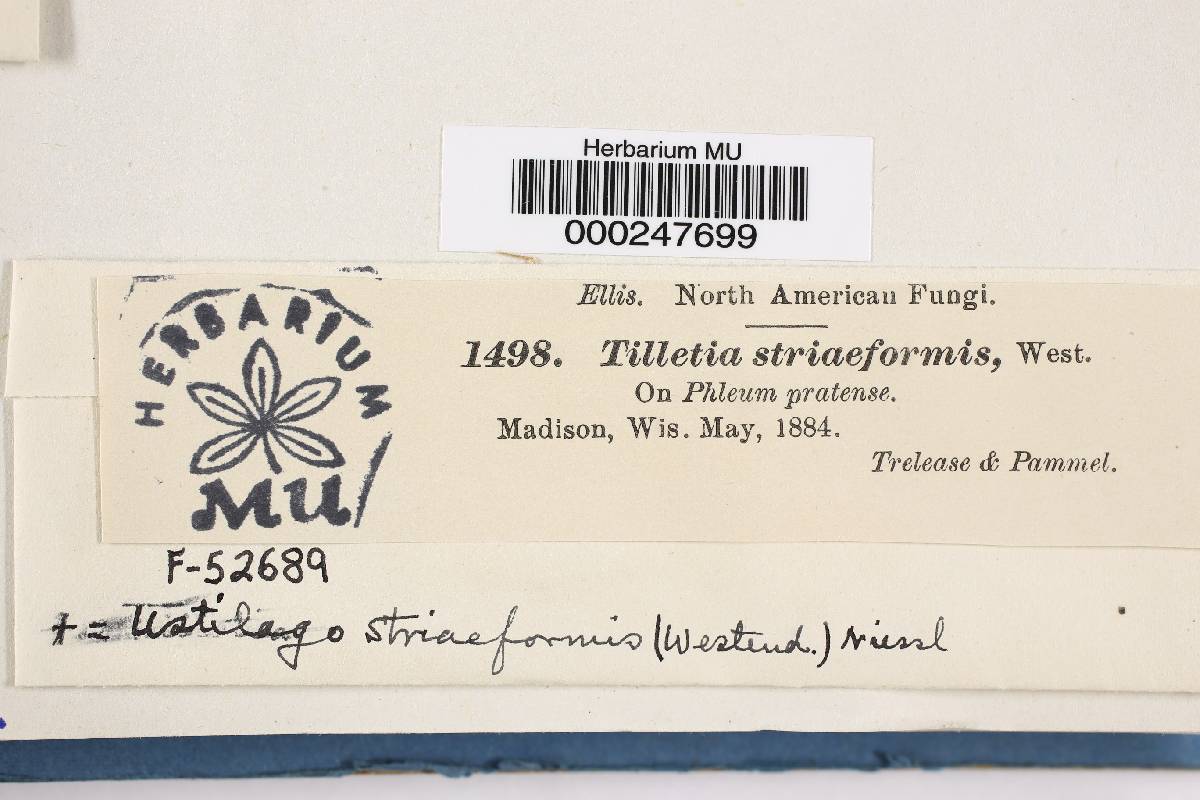 Herbarium MU
000247699
Ellis. North American Fungi.
1498. Tilletia striaeformis, West.
On Phleum pratense.
Madison, Wis. May, 1884.
Trelease & Pammel.
HERBARIUM
MU
F-52689
+ = Ustilago striaeformis (Westend.) Niessl